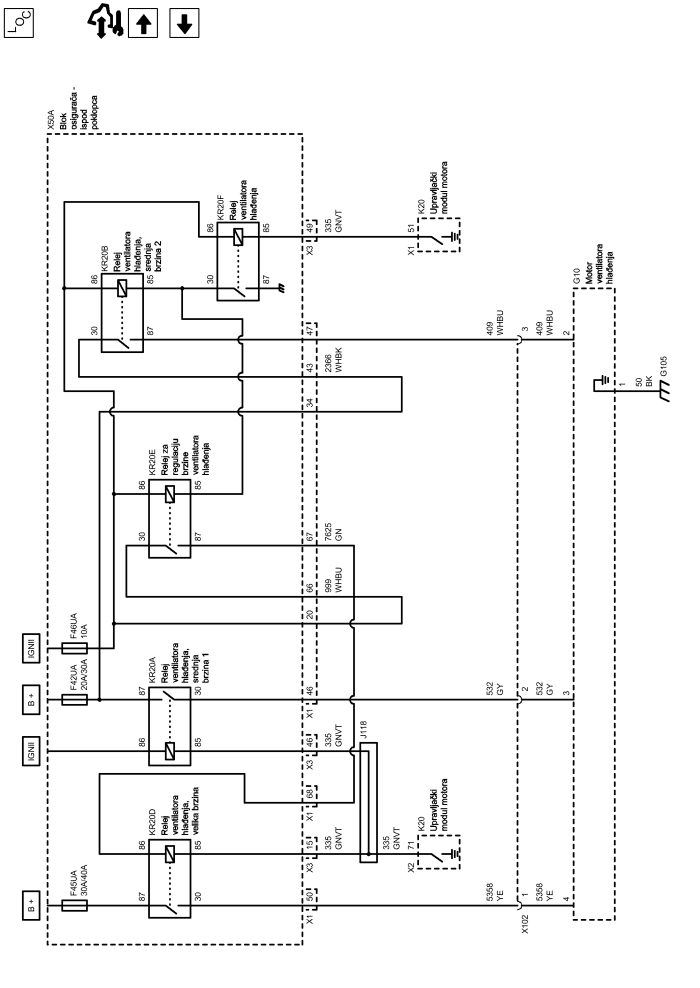 LOC
X50A
Blok
osigurača -
ispod
poklopca
B +
F45UA
30A/40A
IGNII
B +
F42UA
20A/30A
IGNII
F46UA
10A
KR20D
Relej
ventilatora
hlađenja,
velika brzina
87
30
86
85
KR20A
Relej
ventilatora
hlađenja,
srednja
brzina 1
86
85
87
30
KR20E
Relej za
regulaciju
brzine
ventilatora
hlađenja
30
87
86
85
KR20B
Relej
ventilatora
hlađenja,
srednja
brzina 2
30
87
86
85
KR20F
Relej
ventilatora
hlađenja
30
87
86
85
X1
50
X3
15
X1
68
X3
46
X1
46
20
66
67
34
43
47
X3
49
335
GNVT
335
GNVT
999
WHBU
7625
GN
2366
WHBK
335
GNVT
J118
335
GNVT
X2
71
K20
Upravljački
modul motora
X1
51
K20
Upravljački
modul motora
5358
YE
532
GY
409
WHBU
X102
1
2
3
5358
YE
532
GY
409
WHBU
4
3
2
G10
Motor
ventilatora
hlađenja
1
50
BK
G105